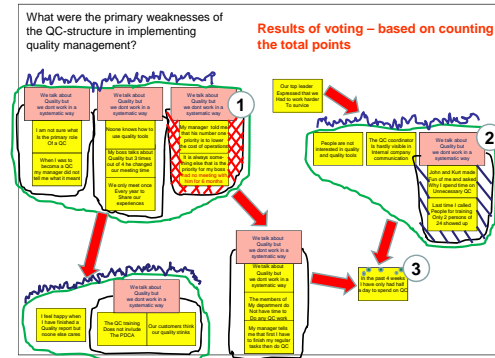 What were the primary weaknesses of
the QC-structure in implementing
quality management?
Results of voting – based on counting
the total points
Our top leader
Expressed that we
Had to work harder
To survive
We talk about
Quality but
we dont work in a
systematic way
I am not sure what
Is the primary role
Of a QC
When I was to
become a QC
my manager did not
tell me what it meant
We talk about
Quality but
we dont work in a
systematic way
Noone knows how to
use quality tools
My boss talks about
Quality but 3 times
out of 4 he changed
our meeting time
We only meet once
Every year to
Share our
experiences
We talk about
Quality but
we dont work in a
systematic way
1
My manager told me
that his number one
priority is to lower
the cost of operations
It is always some-
thing else that is the
priority for my boss
had no meeting with
him for 6 months
People are not
interested in quality
and quality tools
The QC coordinator
Is hardly visible in
Internal company
communication
We talk about
Quality but
we dont work in a
systematic way
2
John and Kurt made
Fun of me and asked
Why I spend time on
Unnecessary QC
Last time I called
People for training
Only 2 persons of
24 showed up
We talk about
Quality but
we dont work in a
systematic way
We talk about
Quality but
we dont work in a
systematic way
The members of
My department do
Not have time to
Do any QC work
My manager tells
me that first I have
to finish my regular
tasks then do QC
3
In the past 4 weeks
I have only had half
a day to spend on QC
I feel happy when
I have finished a
Quality report but
noone else cares
We talk about
Quality but
we dont work in a
systematic way
The QC training
Does not include
The PDCA
Our customers think
our quality stinks